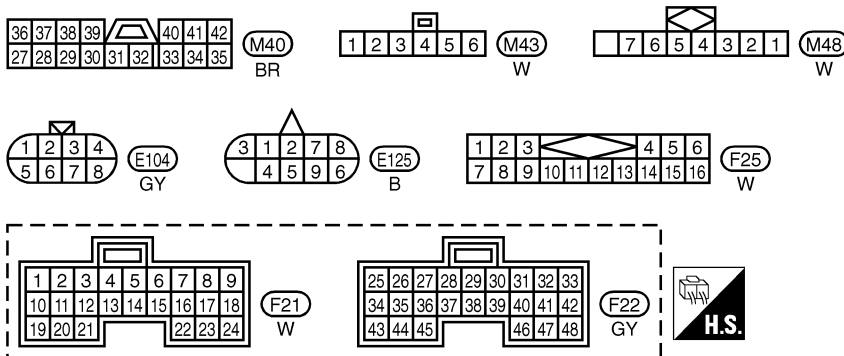 36 37 38 39 40 41 42
27 28 29 30 31 32 33 34 35
M40
BR
1 2 3 4 5 6
M43
W
7 6 5 4 3 2 1
M48
W
1 2 3 4
5 6 7 8
E104
GY
3 1 2 7 8
4 5 9 6
E125
B
1 2 3 4 5 6
7 8 9 10 11 12 13 14 15 16
F25
W
1 2 3 4 5 6 7 8 9
10 11 12 13 14 15 16 17 18
19 20 21 22 23 24
F21
W
25 26 27 28 29 30 31 32 33
34 35 36 37 38 39 40 41 42
43 44 45 46 47 48
F22
GY
H.S.